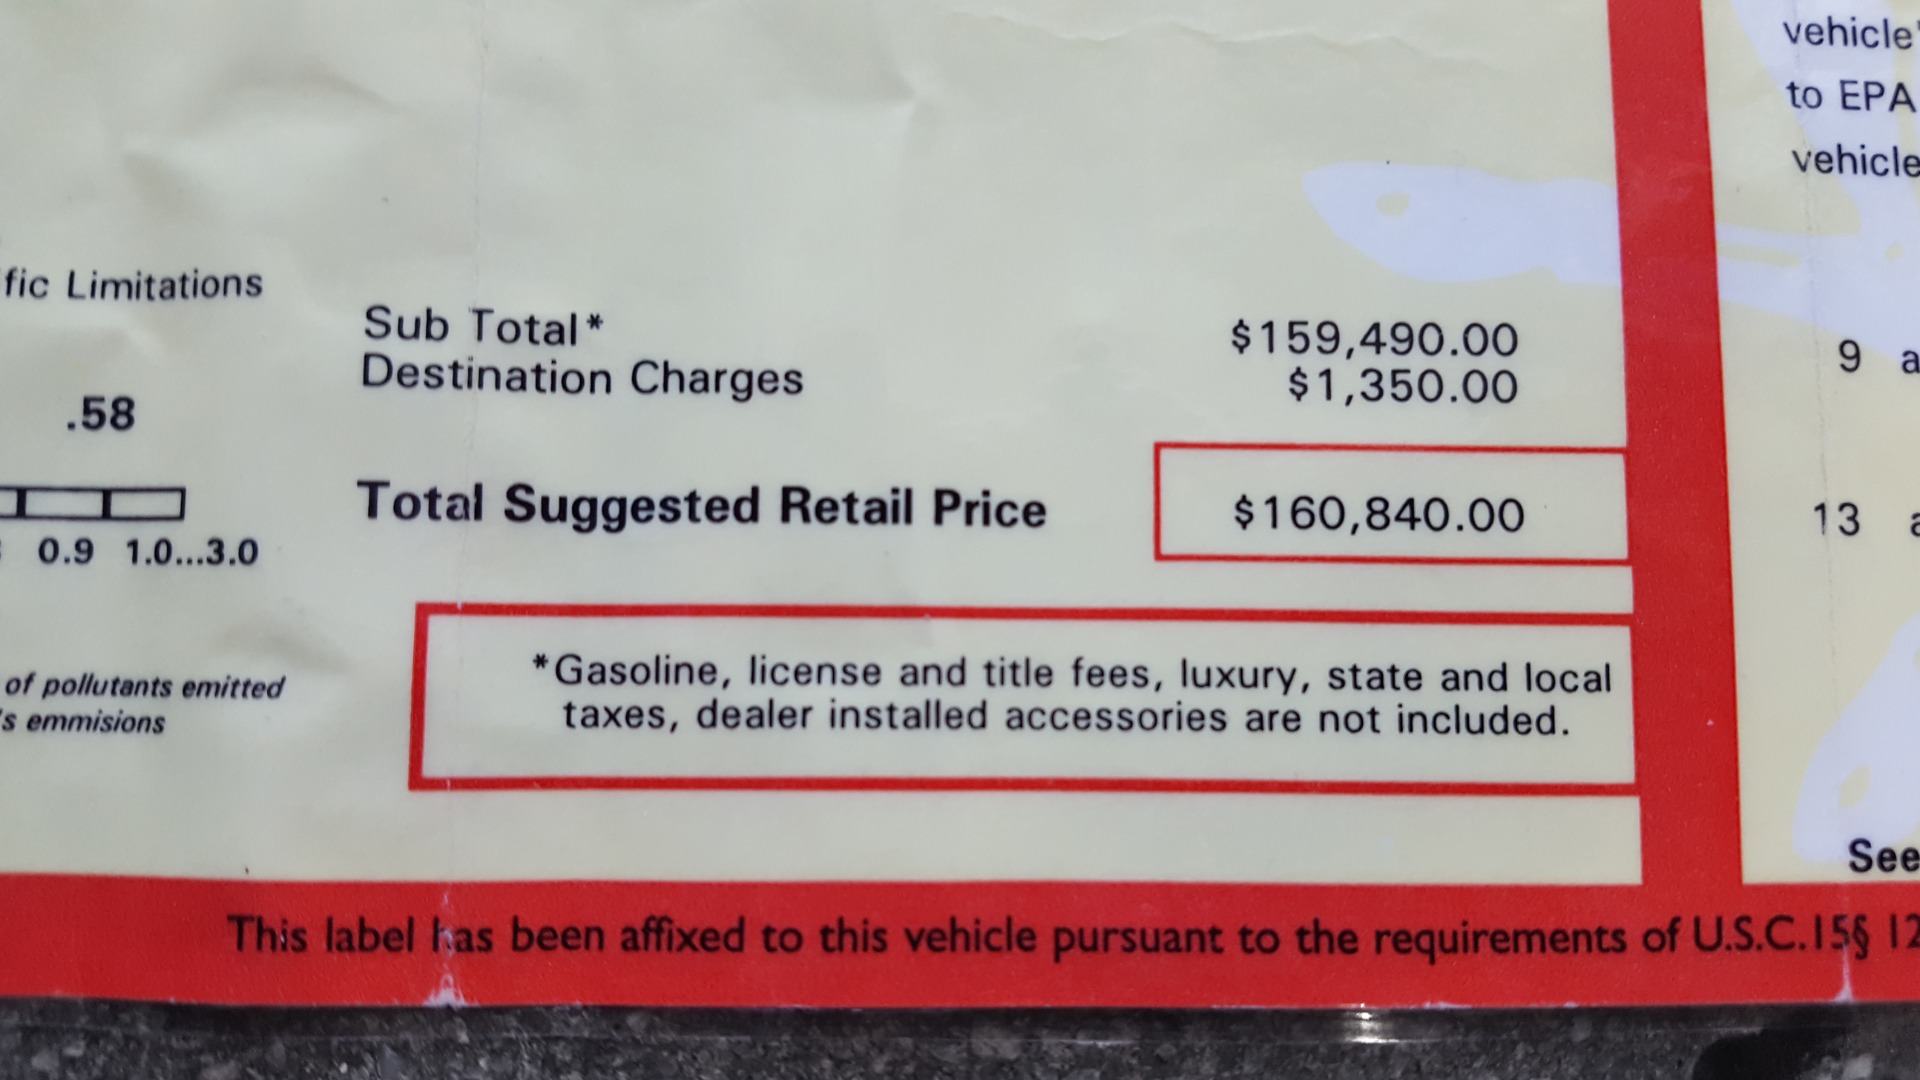 fic Limitations
.58
0.9 1.0...3.0
of pollutants emitted
's emmisions
Sub Total* $159,490.00
Destination Charges $1,350.00
Total Suggested Retail Price $160,840.00
*Gasoline, license and title fees, luxury, state and local
taxes, dealer installed accessories are not included.
vehicle'
to EPA
vehicle
9 a
13
See
This label has been affixed to this vehicle pursuant to the requirements of U.S.C.15§ 12